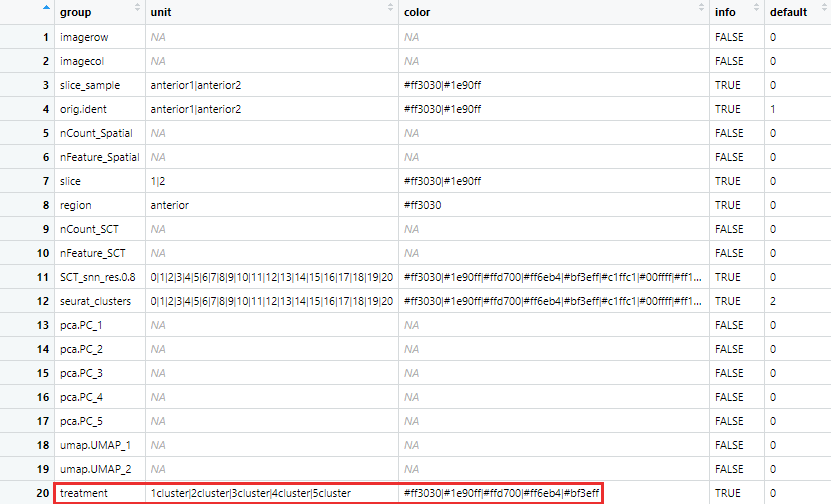 group unit color info default
1 imagerow NA NA FALSE 0
2 imagecol NA NA FALSE 0
3 slice_sample anterior1|anterior2 #ff3030|#1e90ff TRUE 0
4 orig.ident anterior1|anterior2 #ff3030|#1e90ff TRUE 1
5 nCount_Spatial NA NA FALSE 0
6 nFeature_Spatial NA NA FALSE 0
7 slice 1|2 #ff3030|#1e90ff TRUE 0
8 region anterior #ff3030 TRUE 0
9 nCount_SCT NA NA FALSE 0
10 nFeature_SCT NA NA FALSE 0
11 SCT_snn_res.0.8 0|1|2|3|4|5|6|7|8|9|10|11|12|13|14|15|16|17|18|19|20 #ff3030|#1e90ff|#ffd700|#ff6eb4|#bf3eff|#c1ffc1|#00ffff|#ff1... TRUE 0
12 seurat_clusters 0|1|2|3|4|5|6|7|8|9|10|11|12|13|14|15|16|17|18|19|20 #ff3030|#1e90ff|#ffd700|#ff6eb4|#bf3eff|#c1ffc1|#00ffff|#ff1... TRUE 2
13 pca.PC_1 NA NA FALSE 0
14 pca.PC_2 NA NA FALSE 0
15 pca.PC_3 NA NA FALSE 0
16 pca.PC_4 NA NA FALSE 0
17 pca.PC_5 NA NA FALSE 0
18 umap.UMAP_1 NA NA FALSE 0
19 umap.UMAP_2 NA NA FALSE 0
20 treatment 1cluster|2cluster|3cluster|4cluster|5cluster #ff3030|#1e90ff|#ffd700|#ff6eb4|#bf3eff TRUE 0